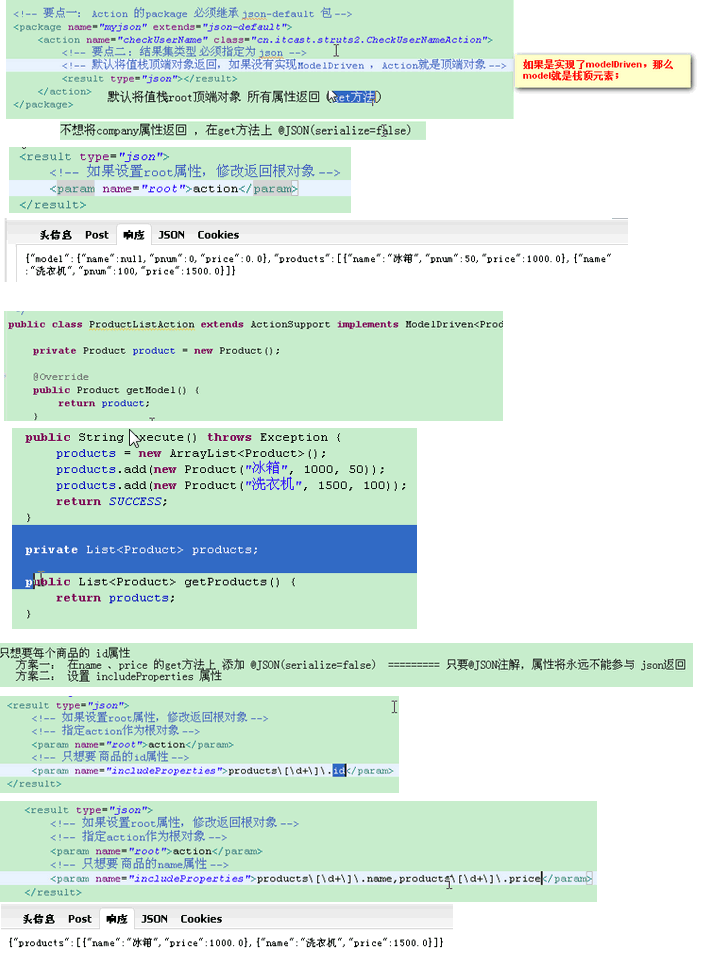 <!-- 要点一： Action 的package 必须继承 json-default 包 -->
<package name="myjson" extends="json-default">
<action name="checkUserName" class="cn.itcast.struts2.CheckUserNameAction">
<!-- 要点二：结果集类型 必须指定为 json -->
<!-- 默认将值栈顶端对象返回，如果没有实现ModelDriven ，Action就是顶端对象 -->
<result type="json"></result>
</action>
</package>
如果是实现了modelDriven，那么
model就是栈顶元素；
默认将值栈root顶端对象 所有属性返回 （get方法）
不想将company属性返回 ，在get方法上 @JSON(serialize=false)
<result type="json">
<!-- 如果设置root属性，修改返回根对象 -->
<param name="root">action</param>
</result>
头信息 Post 响应 JSON Cookies
{"model":{"name":null,"pnum":0,"price":0.0},"products":[{"name":"冰箱","pnum":50,"price":1000.0},{"name"
:"洗衣机","pnum":100,"price":1500.0}]}
*/
public class ProductListAction extends ActionSupport implements ModelDriven<Prod
private Product product = new Product();
@Override
public Product getModel() {
return product;
}
public String execute() throws Exception {
products = new ArrayList<Product>();
products.add(new Product("冰箱", 1000, 50));
products.add(new Product("洗衣机", 1500, 100));
return SUCCESS;
}
private List<Product> products;
public List<Product> getProducts() {
return products;
}
只想要每个商品的 id属性
方案一： 在name 、price 的get方法上 添加 @JSON(serialize=false) ========= 只要@JSON注解，属性将永远不能参与 json返回
方案二： 设置 includeProperties 属性
<result type="json">
<!-- 如果设置root属性，修改返回根对象 -->
<!-- 指定action作为根对象 -->
<param name="root">action</param>
<!-- 只想要 商品的id属性 -->
<param name="includeProperties">products\[\d+\]\.id</param>
</result>
<result type="json">
<!-- 如果设置root属性，修改返回根对象 -->
<!-- 指定action作为根对象 -->
<param name="root">action</param>
<!-- 只想要 商品的name属性 -->
<param name="includeProperties">products\[\d+\]\.name,products\[\d+\]\.price</param>
</result>
头信息 Post 响应 JSON Cookies
{"products":[{"name":"冰箱","price":1000.0},{"name":"洗衣机","price":1500.0}]}